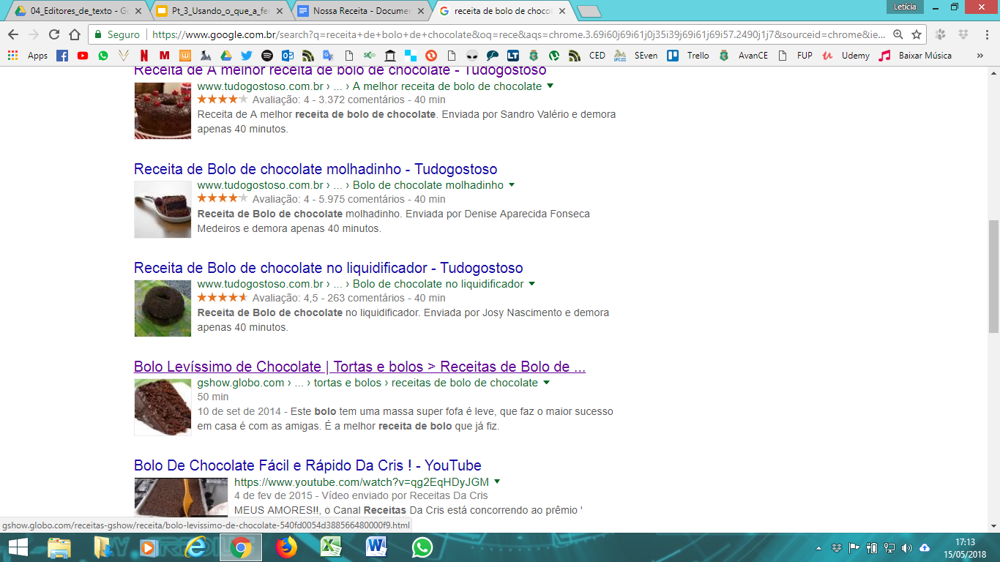 04_Editores_de_texto - Go
Pt_3_Usando_o_que_a_fer
Nossa Receita - Documen
receita de bolo de chocol
Letícia
Seguro
https://www.google.com.br/search?q=receita+de+bolo+de+chocolate&oq=rece&aqs=chrome.3.69i60j69i61j0j35i39j69i61j69i57.2490j1j7&sourceid=chrome&ie...
Apps CED SEven Trello AvanCE FUP Udemy Baixar Música »
Receita de A melhor receita de bolo de chocolate - Tudogostoso
www.tudogostoso.com.br › ... › A melhor receita de bolo de chocolate
Avaliação: 4 - 3.372 comentários - 40 min
Receita de A melhor receita de bolo de chocolate. Enviada por Sandro Valério e demora
apenas 40 minutos.
Receita de Bolo de chocolate molhadinho - Tudogostoso
www.tudogostoso.com.br › ... › Bolo de chocolate molhadinho
Avaliação: 4 - 5.975 comentários - 40 min
Receita de Bolo de chocolate molhadinho. Enviada por Denise Aparecida Fonseca
Medeiros e demora apenas 40 minutos.
Receita de Bolo de chocolate no liquidificador - Tudogostoso
www.tudogostoso.com.br › ... › Bolo de chocolate no liquidificador
Avaliação: 4,5 - 263 comentários - 40 min
Receita de Bolo de chocolate no liquidificador. Enviada por Josy Nascimento e demora
apenas 40 minutos.
Bolo Levíssimo de Chocolate | Tortas e bolos > Receitas de Bolo de ...
gshow.globo.com › ... › tortas e bolos › receitas de bolo de chocolate
50 min
10 de set de 2014 - Este bolo tem uma massa super fofa é leve, que faz o maior sucesso
em casa é com as amigas. É a melhor receita de bolo que já fiz.
Bolo De Chocolate Fácil e Rápido Da Cris ! - YouTube
https://www.youtube.com/watch?v=qg2EqHDyJGM
4 de fev de 2015 - Vídeo enviado por Receitas Da Cris
MEUS AMORES!!, o Canal Receitas Da Cris está concorrendo ao prêmio '
gshow.globo.com/receitas-gshow/receita/bolo-levissimo-de-chocolate-540fd0054d388566480000f9.html
17:13
15/05/2018